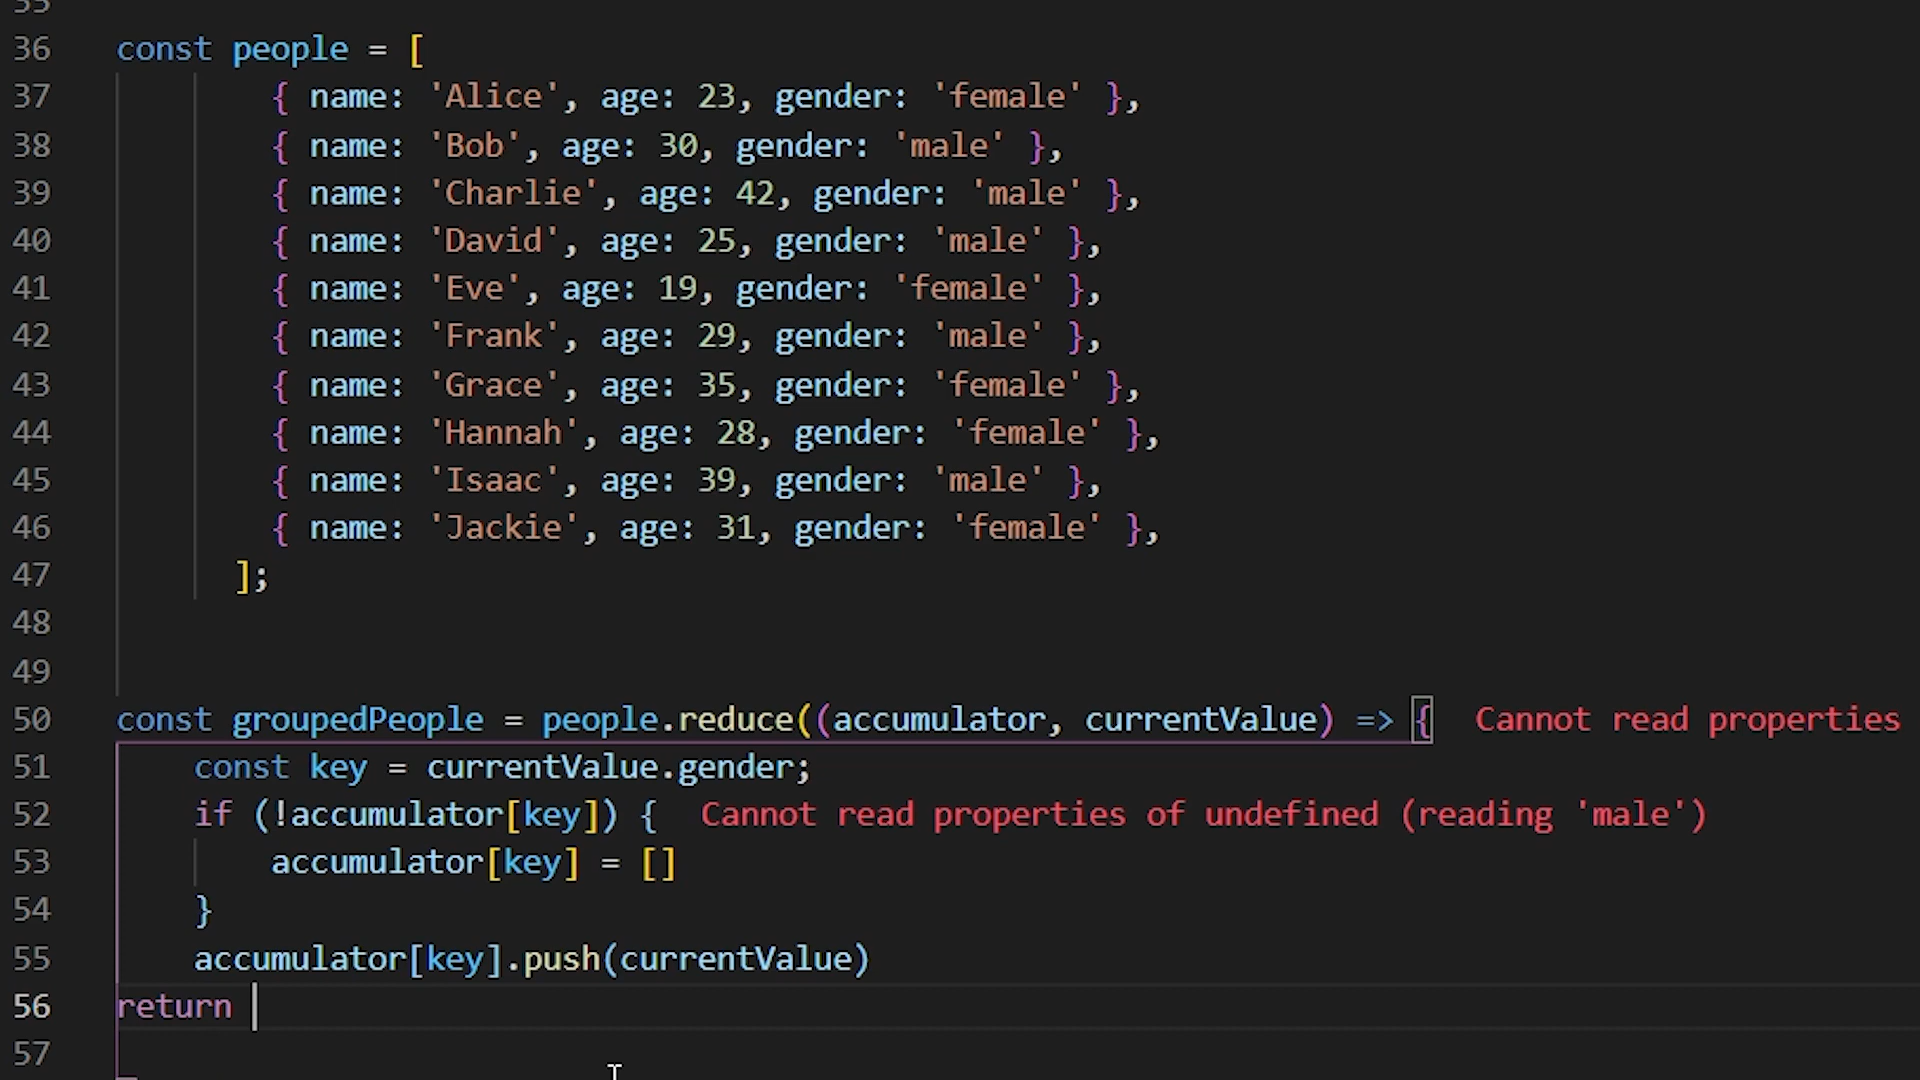 35
36 const people = [
37 { name: 'Alice', age: 23, gender: 'female' },
38 { name: 'Bob', age: 30, gender: 'male' },
39 { name: 'Charlie', age: 42, gender: 'male' },
40 { name: 'David', age: 25, gender: 'male' },
41 { name: 'Eve', age: 19, gender: 'female' },
42 { name: 'Frank', age: 29, gender: 'male' },
43 { name: 'Grace', age: 35, gender: 'female' },
44 { name: 'Hannah', age: 28, gender: 'female' },
45 { name: 'Isaac', age: 39, gender: 'male' },
46 { name: 'Jackie', age: 31, gender: 'female' },
47 ];
48
49
50 const groupedPeople = people.reduce((accumulator, currentValue) => { Cannot read properties
51 const key = currentValue.gender;
52 if (!accumulator[key]) { Cannot read properties of undefined (reading 'male')
53 accumulator[key] = []
54 }
55 accumulator[key].push(currentValue)
56 return
57